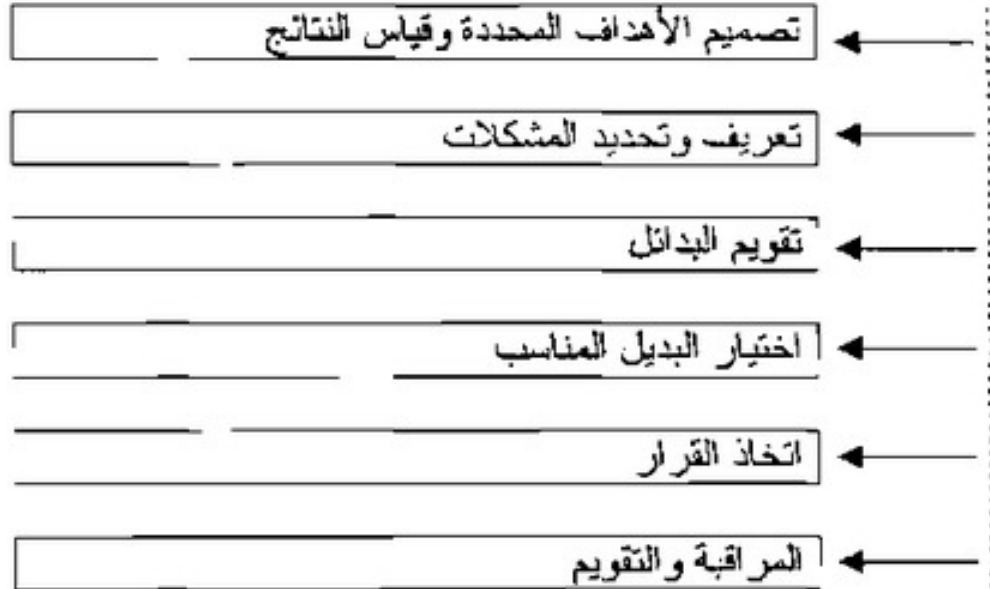 تصميم الأهداف المحددة وقياس النتائج
تعريف وتحديد المشكلات
تقويم البدائل
اختيار البديل المناسب
اتخاذ القرار
المراقبة والتقويم